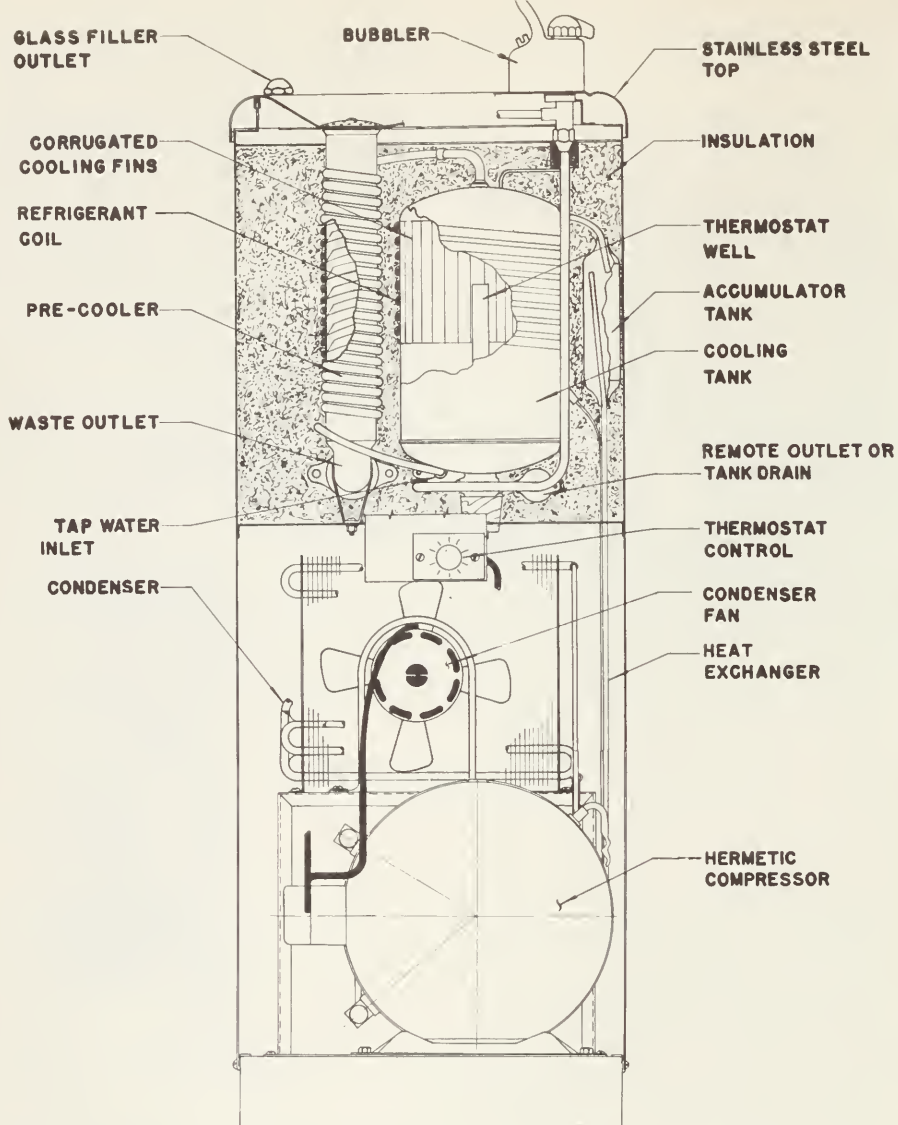 GLASS FILLER
OUTLET
CORRUGATED
COOLING FINS
REFRIGERANT
COIL
PRE-COOLER
WASTE OUTLET
TAP WATER
INLET
CONDENSER
BUBBLER
STAINLESS STEEL
TOP
INSULATION
THERMOSTAT
WELL
ACCUMULATOR
TANK
COOLING
TANK
REMOTE OUTLET OR
TANK DRAIN
THERMOSTAT
CONTROL
CONDENSER
FAN
HEAT
EXCHANGER
HERMETIC
COMPRESSOR